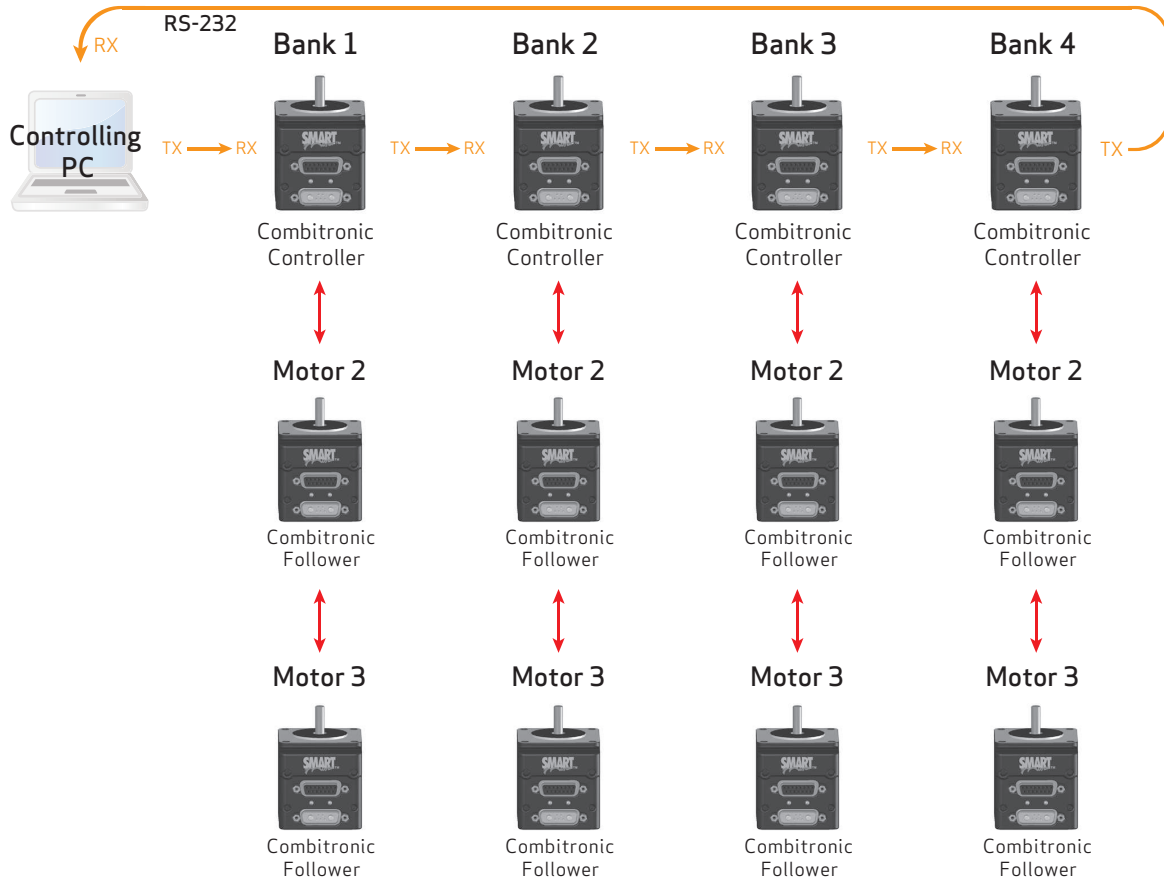 RS-232
RX
Bank 1 Bank 2 Bank 3 Bank 4
Controlling
PC
TX RX TX RX TX RX TX RX TX
SMART SMART SMART SMART
Combitronic Combitronic Combitronic Combitronic
Controller Controller Controller Controller
Motor 2 Motor 2 Motor 2 Motor 2
SMART SMART SMART SMART
Combitronic Combitronic Combitronic Combitronic
Follower Follower Follower Follower
Motor 3 Motor 3 Motor 3 Motor 3
SMART SMART SMART SMART
Combitronic Combitronic Combitronic Combitronic
Follower Follower Follower Follower